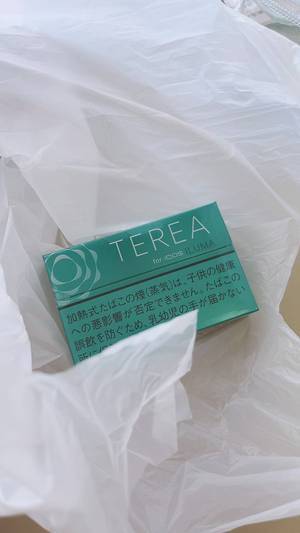 TEREA
for IQOS ILUMA
加熱式たばこの煙(蒸気)は、子供の健康
への悪影響が否定できません。たばこの
誤飲を防ぐため、乳幼児の手が届かない
所に